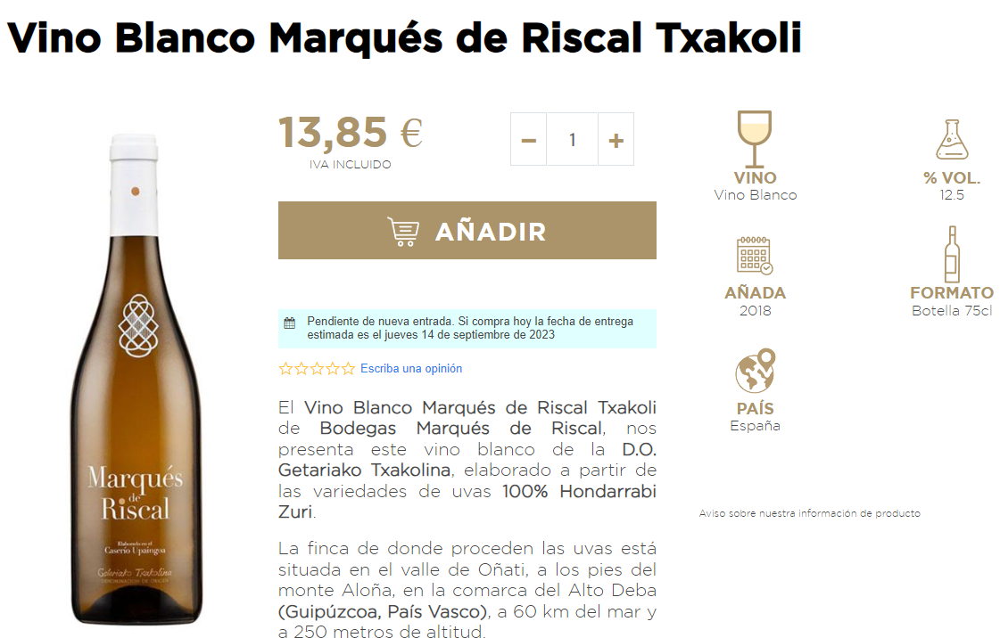 Vino Blanco Marqués de Riscal Txakoli
13,85 €
IVA INCLUIDO
− 1 +
AÑADIR
Pendiente de nueva entrada. Si compra hoy la fecha de entrega
estimada es el jueves 14 de septiembre de 2023
Escriba una opinión
El Vino Blanco Marqués de Riscal Txakoli
de Bodegas Marqués de Riscal, nos
presenta este vino blanco de la D.O.
Getariako Txakolina, elaborado a partir de
las variedades de uvas 100% Hondarrabi
Zuri.
La finca de donde proceden las uvas está
situada en el valle de Oñati, a los pies del
monte Aloña, en la comarca del Alto Deba
(Guipúzcoa, País Vasco), a 60 km del mar y
a 250 metros de altitud.
VINO
Vino Blanco
% VOL.
12.5
AÑADA
2018
FORMATO
Botella 75cl
PAÍS
España
Aviso sobre nuestra información de producto
Marqués
de
Riscal
Elaborado en el
Caserío Upaingoa
Getariako Txakolina
DENOMINACIÓN DE ORIGEN